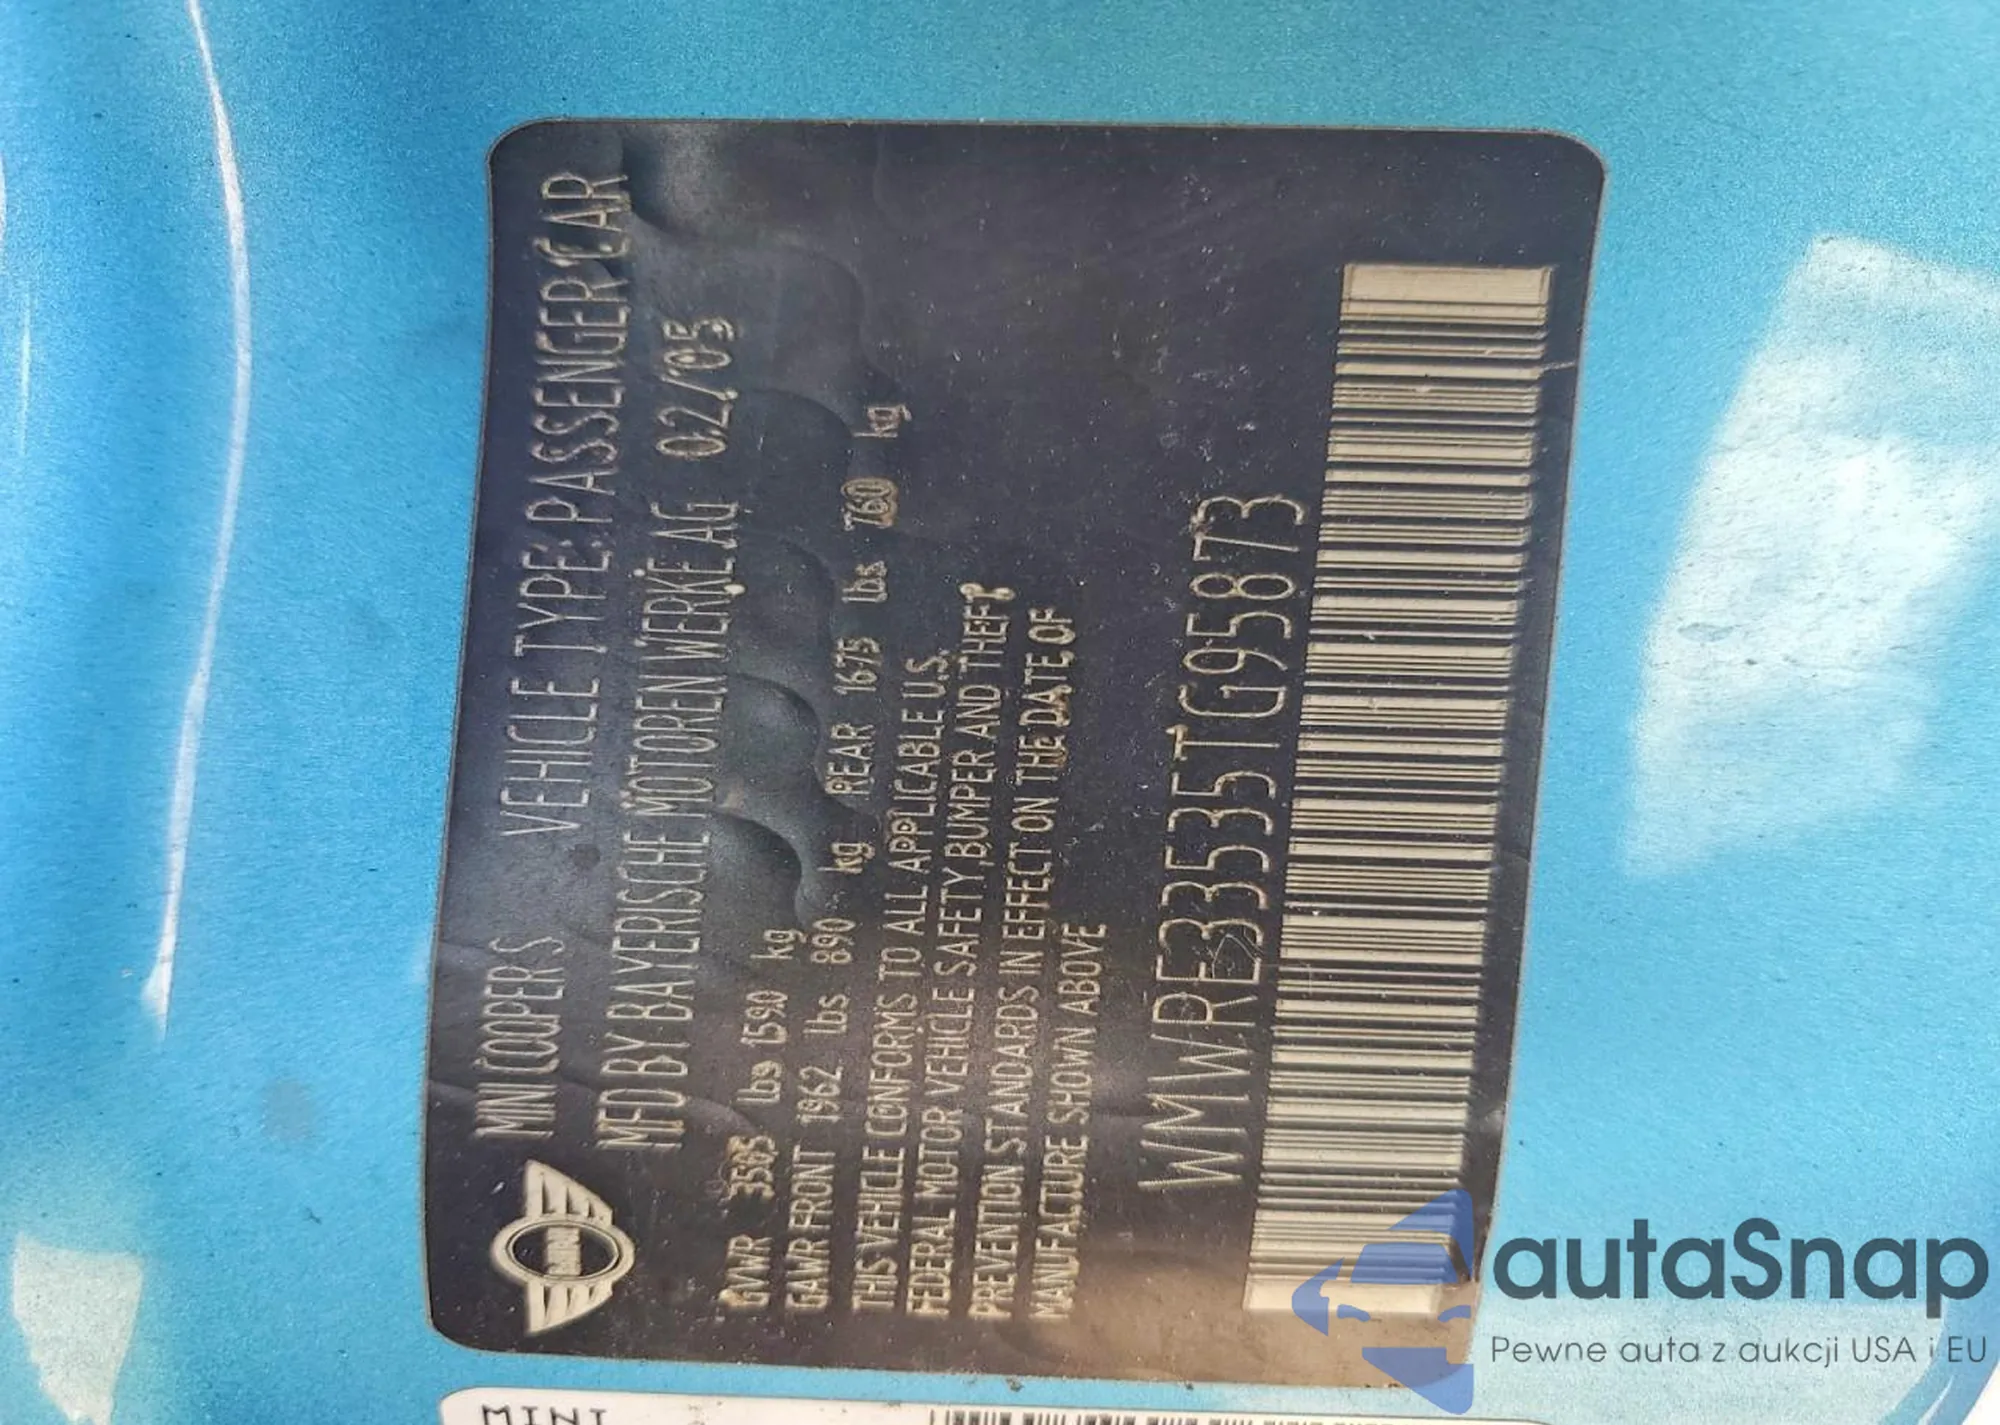 MINI COOPER S VEHICLE TYPE: PASSENGER CAR
MFD BY BAYERISCHE MOTOREN WERKE AG 02/05
GVWR 3505 lbs 1590 kg
GAWR FRONT 1962 lbs 890 kg REAR 1675 lbs 760 kg
THIS VEHICLE CONFORMS TO ALL APPLICABLE U.S.
FEDERAL MOTOR VEHICLE SAFETY,BUMPER AND THEFT
PREVENTION STANDARDS IN EFFECT ON THE DATE OF
MANUFACTURE SHOWN ABOVE
WMWRE33535TG95873
MINI
MINI
autaSnap
Pewne auta z aukcji USA i EU